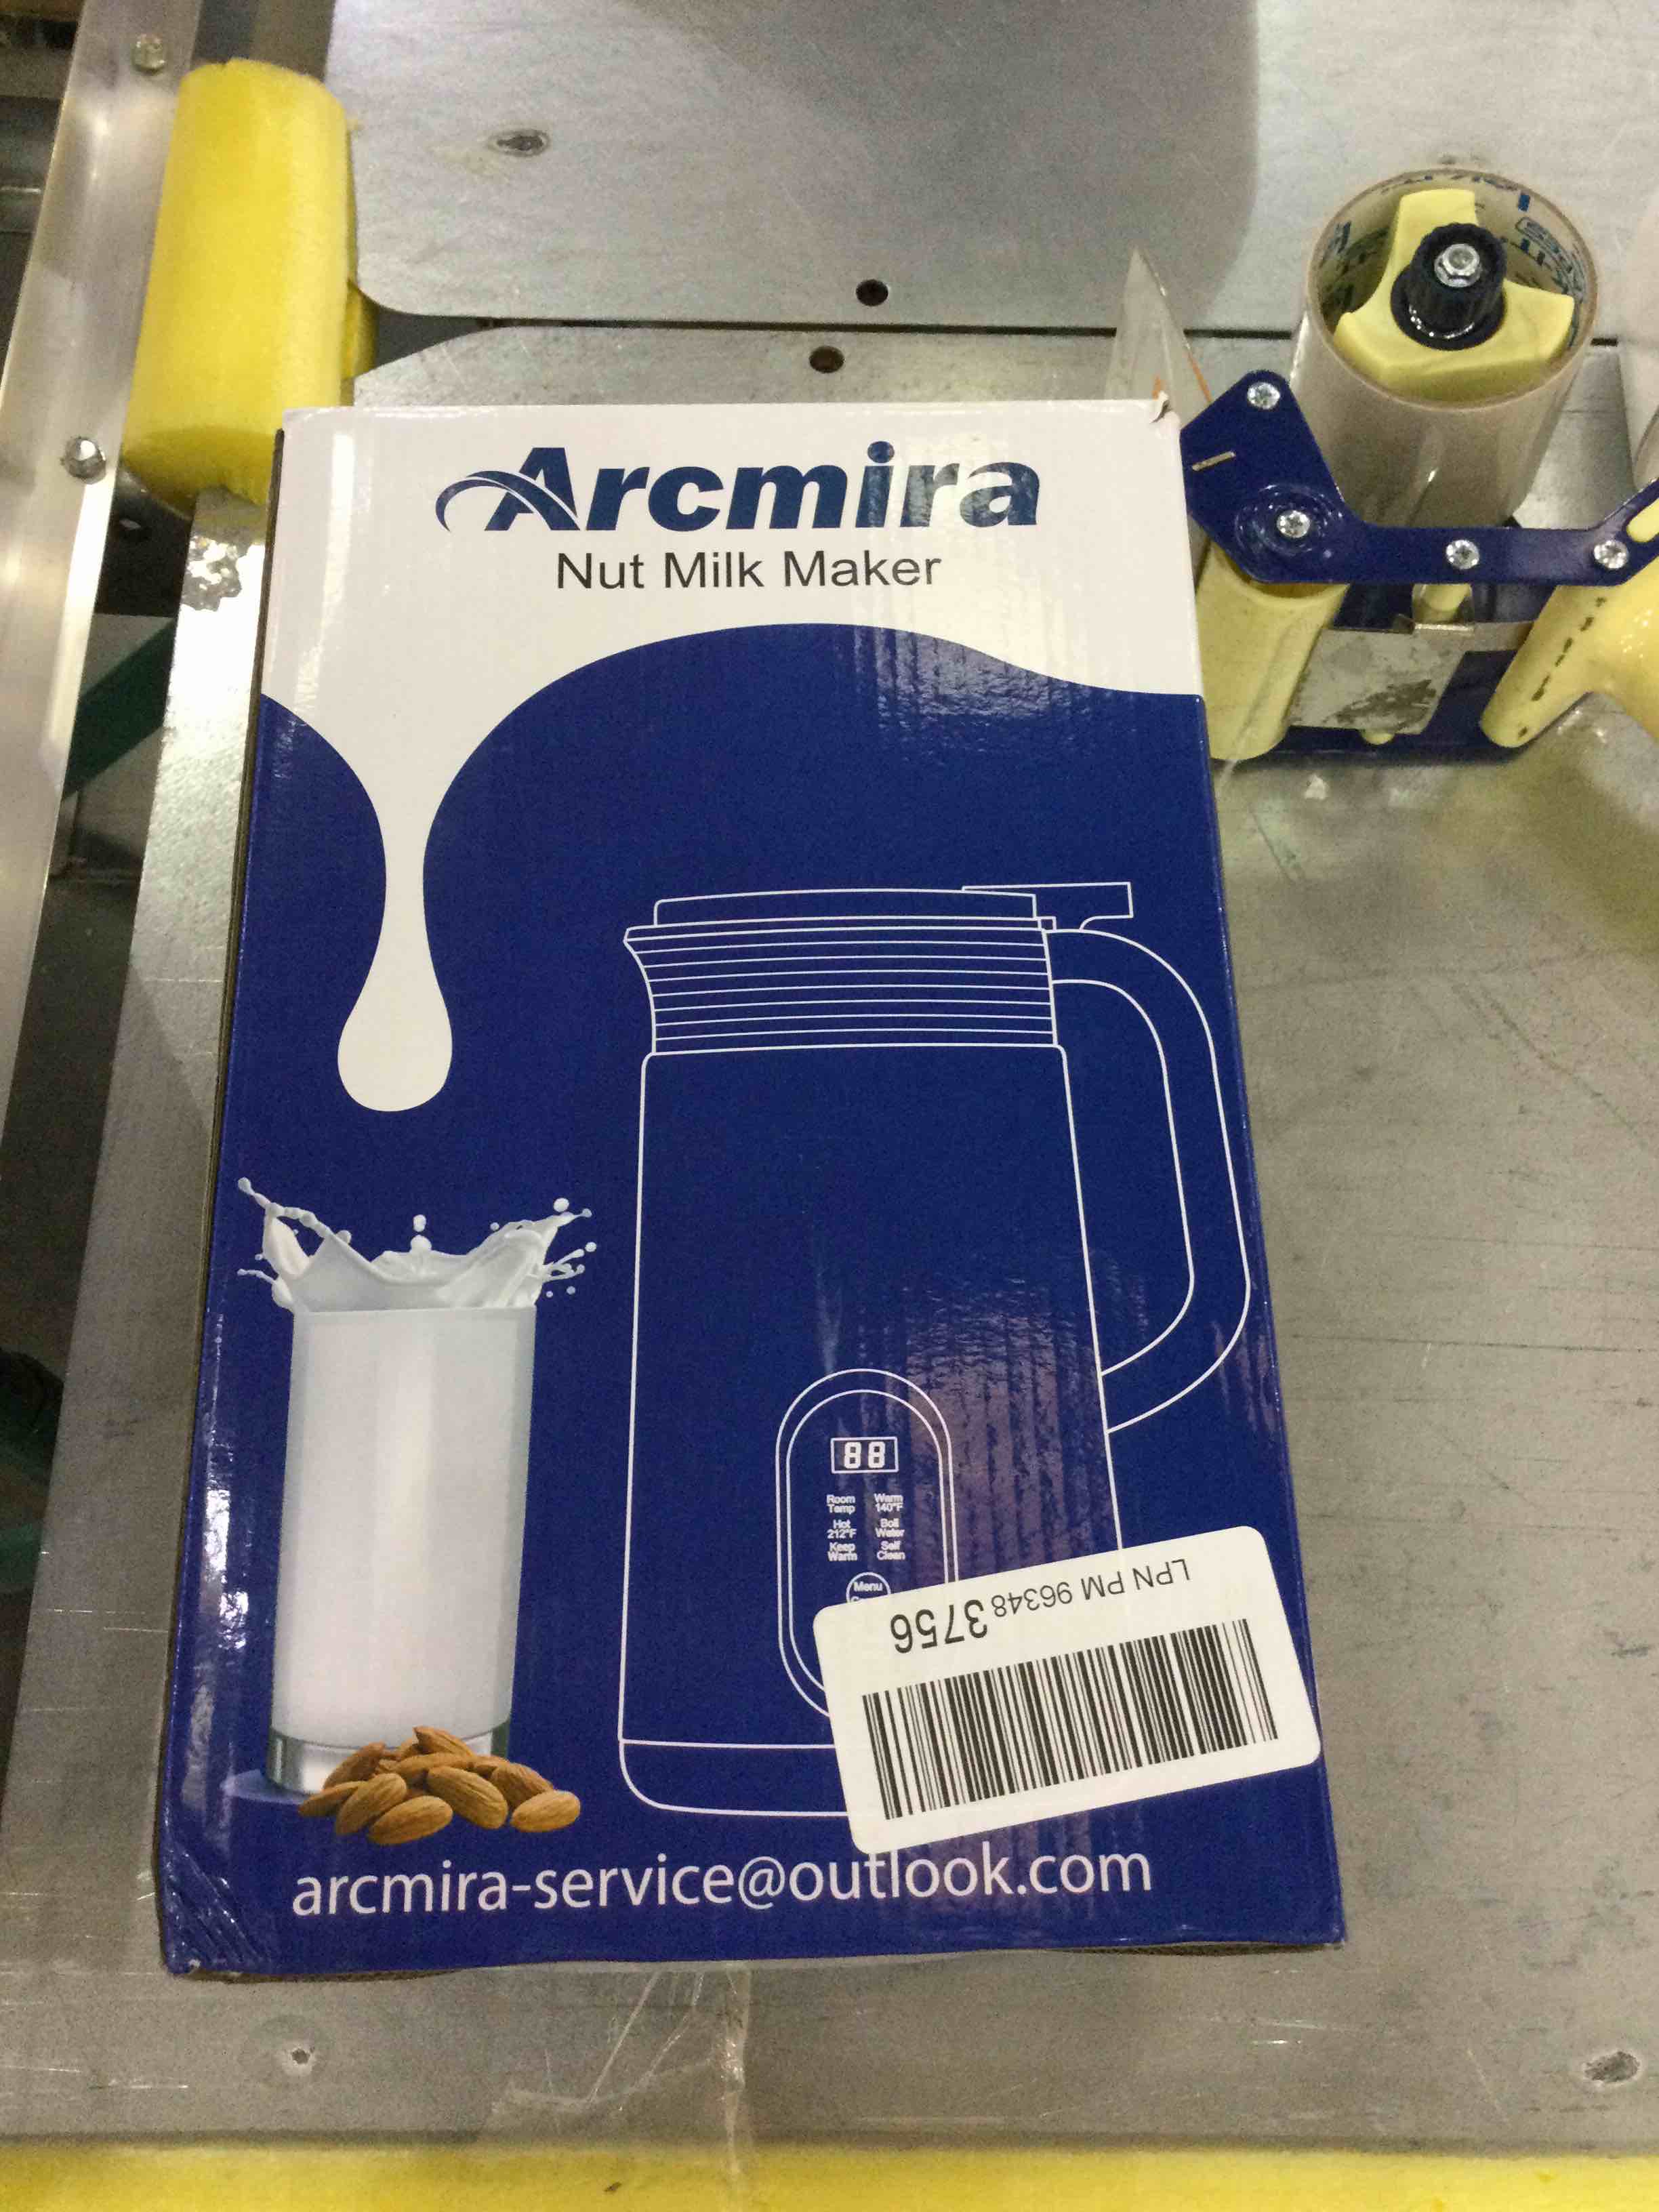 Arcmira
Nut Milk Maker
88
Room Temp
Warm 140°F
Hot 212°F
Boil Water
Keep Warm
Self Clean
Menu
LPN PM 96348 3756
arcmira-service@outlook.com